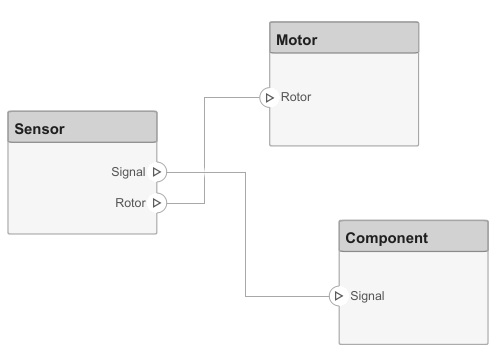 Motor
Rotor
Sensor
Signal
Rotor
Component
Signal